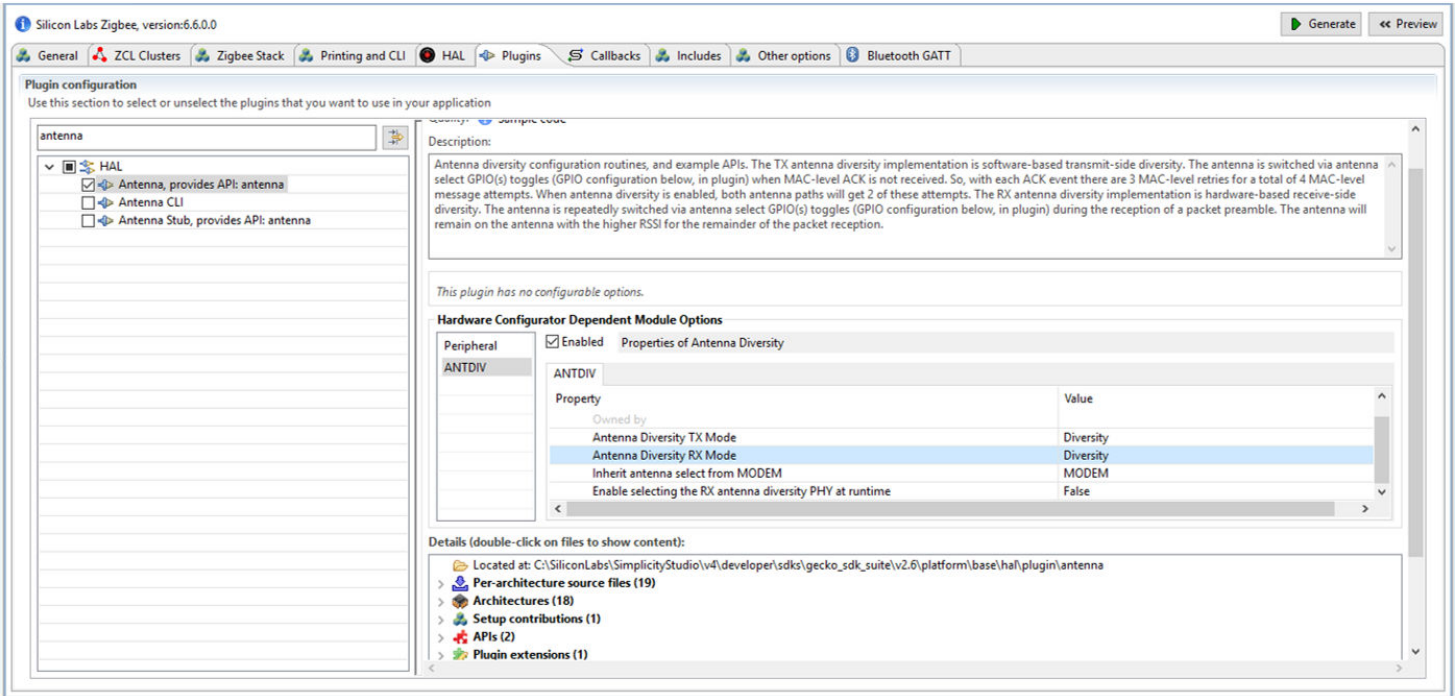 Silicon Labs Zigbee, version:6.6.0.0
Generate
Preview
General
ZCL Clusters
Zigbee Stack
Printing and CLI
HAL
Plugins
Callbacks
Includes
Other options
Bluetooth GATT
Plugin configuration
Use this section to select or unselect the plugins that you want to use in your application
antenna
HAL
Antenna, provides API: antenna
Antenna CLI
Antenna Stub, provides API: antenna
Quality: Sample code
Description:
Antenna diversity configuration routines, and example APIs. The TX antenna diversity implementation is software-based transmit-side diversity. The antenna is switched via antenna
select GPIO(s) toggles (GPIO configuration below, in plugin) when MAC-level ACK is not received. So, with each ACK event there are 3 MAC-level retries for a total of 4 MAC-level
message attempts. When antenna diversity is enabled, both antenna paths will get 2 of these attempts. The RX antenna diversity implementation is hardware-based receive-side
diversity. The antenna is repeatedly switched via antenna select GPIO(s) toggles (GPIO configuration below, in plugin) during the reception of a packet preamble. The antenna will
remain on the antenna with the higher RSSI for the remainder of the packet reception.
This plugin has no configurable options.
Hardware Configurator Dependent Module Options
Peripheral
ANTDIV
Enabled Properties of Antenna Diversity
ANTDIV
Property Value
Owned by
Antenna Diversity TX Mode Diversity
Antenna Diversity RX Mode Diversity
Inherit antenna select from MODEM MODEM
Enable selecting the RX antenna diversity PHY at runtime False
Details (double-click on files to show content):
Located at: C:\SiliconLabs\SimplicityStudio\v4\developer\sdks\gecko_sdk_suite\v2.6\platform\base\hal\plugin\antenna
Per-architecture source files (19)
Architectures (18)
Setup contributions (1)
APIs (2)
Plugin extensions (1)